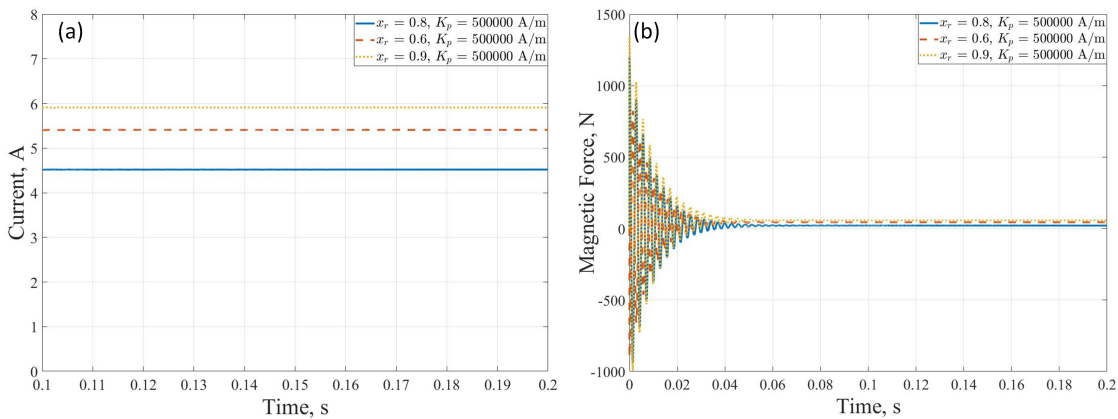 (a)
x_r = 0.8, K_p = 500000 A/m
x_r = 0.6, K_p = 500000 A/m
x_r = 0.9, K_p = 500000 A/m
8
7
6
5
4
3
2
1
0
Current, A
0.1 0.11 0.12 0.13 0.14 0.15 0.16 0.17 0.18 0.19 0.2
Time, s
(b)
x_r = 0.8, K_p = 500000 A/m
x_r = 0.6, K_p = 500000 A/m
x_r = 0.9, K_p = 500000 A/m
1500
1000
500
0
-500
-1000
Magnetic Force, N
0 0.02 0.04 0.06 0.08 0.1 0.12 0.14 0.16 0.18 0.2
Time, s